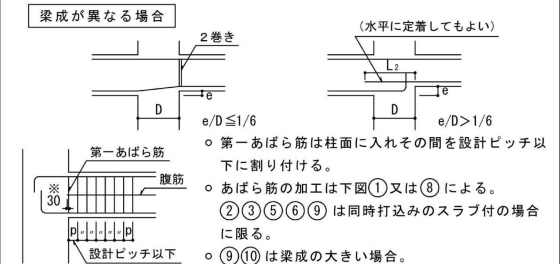 梁成が異なる場合
２巻き
e
D
e/D≦1/6
(水平に定着してもよい)
L2
D
e/D>1/6
第一あばら筋
腹筋
※
30
p 〃 〃 〃 〃 p
設計ピッチ以下
○ 第一あばら筋は柱面に入れその間を設計ピッチ以
下に割り付ける。
○ あばら筋の加工は下図①又は⑧による。
②③⑤⑥⑨は同時打込みのスラブ付の場合
に限る。
○ ⑨⑩は梁成の大きい場合。